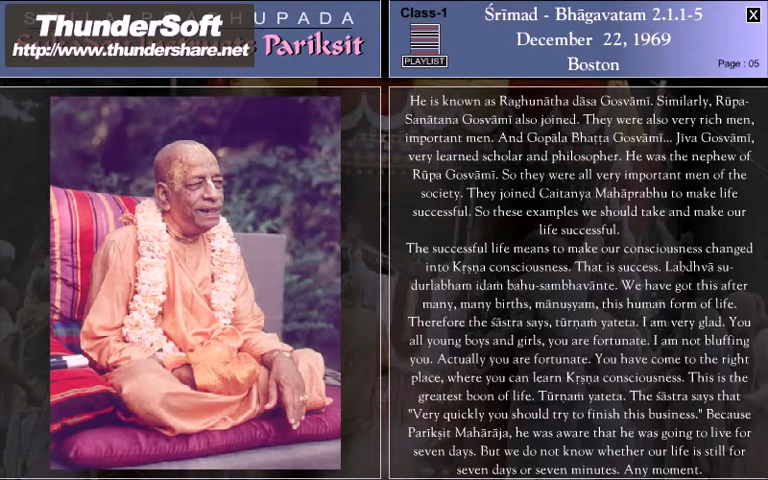 S R I L A P R A B H U P A D A
ThunderSoft
http://www.thundershare.net
Pariksit
Class-1
PLAYLIST
Śrīmad - Bhāgavatam 2.1.1-5
December 22, 1969
Boston
X
Page : 05
He is known as Raghunātha dāsa Gosvāmī. Similarly, Rūpa-
Sanātana Gosvāmī also joined. They were also very rich men,
important men. And Gopāla Bhaṭṭa Gosvāmī... Jīva Gosvāmī,
very learned scholar and philosopher. He was the nephew of
Rūpa Gosvāmī. So they were all very important men of the
society. They joined Caitanya Mahāprabhu to make life
successful. So these examples we should take and make our
life successful.
The successful life means to make our consciousness changed
into Kṛṣṇa consciousness. That is success. Labdhvā su-
durlabham idaṁ bahu-sambhavānte. We have got this after
many, many births, mānuṣyam, this human form of life.
Therefore the śāstra says, tūrṇaṁ yateta. I am very glad. You
all young boys and girls, you are fortunate. I am not bluffing
you. Actually you are fortunate. You have come to the right
place, where you can learn Kṛṣṇa consciousness. This is the
greatest boon of life. Tūrṇaṁ yateta. The śāstra says that
"Very quickly you should try to finish this business." Because
Parīkṣit Mahārāja, he was aware that he was going to live for
seven days. But we do not know whether our life is still for
seven days or seven minutes. Any moment.